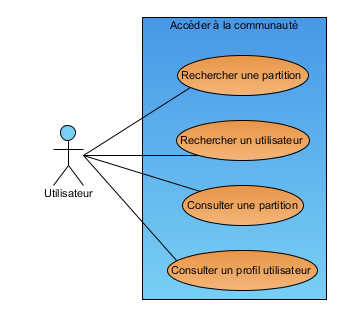 Accéder à la communauté
Rechercher une partition
Rechercher un utilisateur
Utilisateur
Consulter une partition
Consulter un profil utilisateur